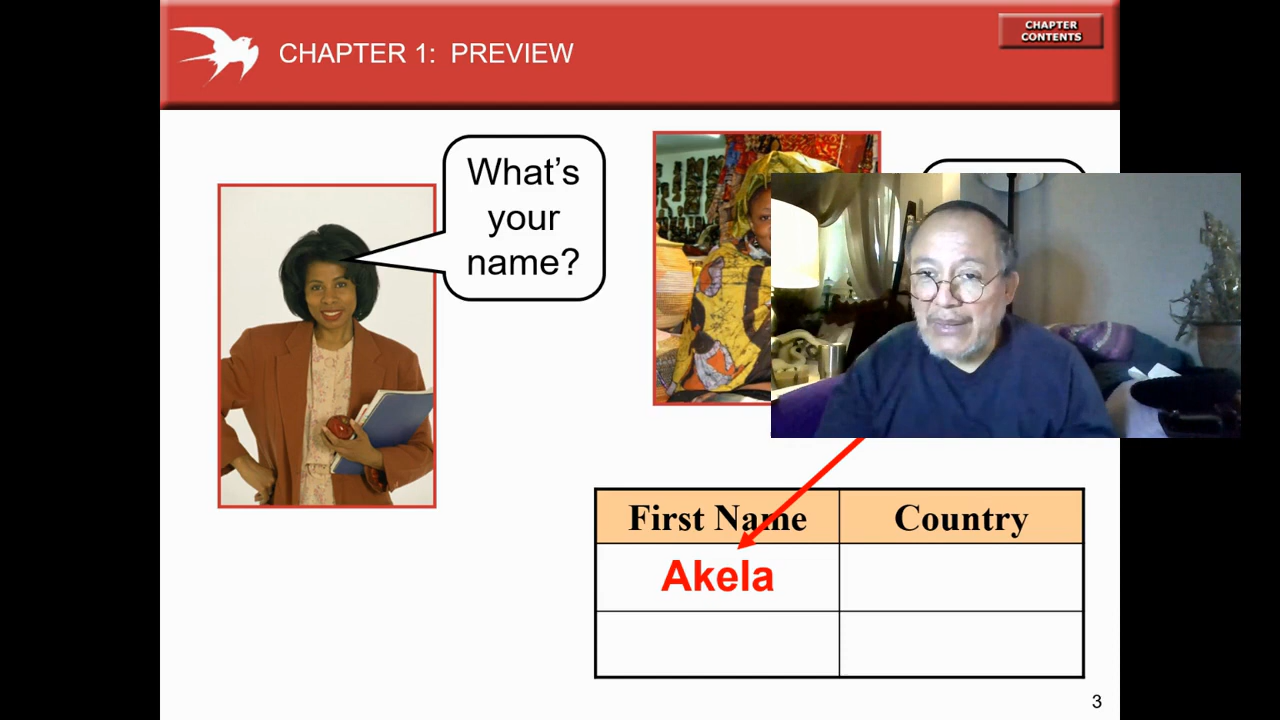 CHAPTER 1: PREVIEW
CHAPTER
CONTENTS
What's
your
name?
First Name
Country
Akela
3